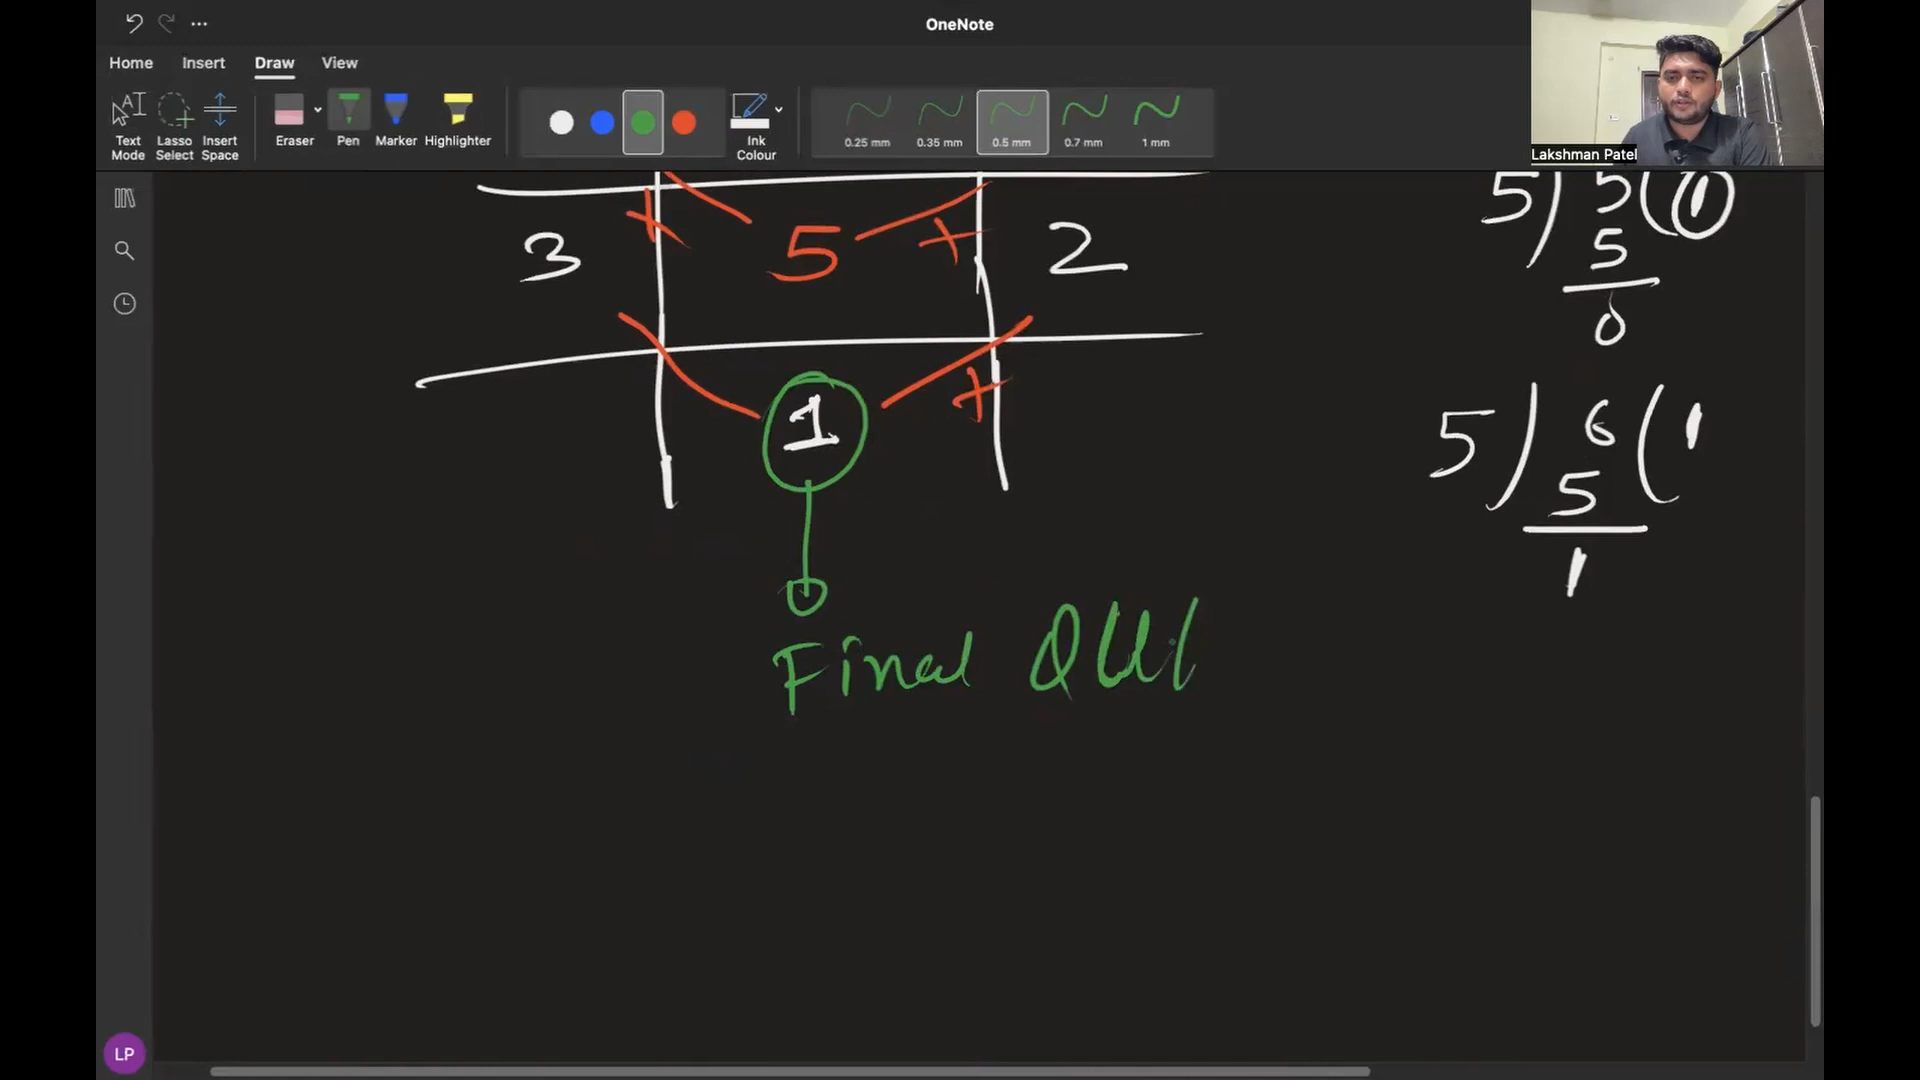 OneNote
Home Insert Draw View
Text Mode
Lasso Select
Insert Space
Eraser
Pen
Marker
Highlighter
Ink Colour
0.25 mm
0.35 mm
0.5 mm
0.7 mm
1 mm
Lakshman Patel
3 + 5 + 2
1 +
Final
5) 5 (1
5
0
5) 6 (1
5
1
LP